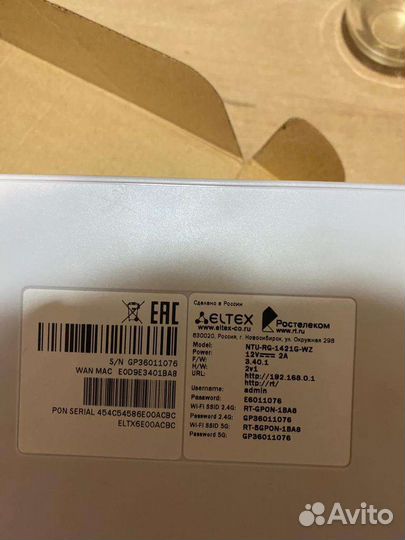 EAC
S/N GP36011076
WAN MAC E0D9E3401BA8
PON SERIAL 454C54586E00ACBC
ELTX6E00ACBC
Сделано в России
ELTEX
www.eltex-co.ru
Ростелеком
www.rt.ru
630020, Россия, г. Новосибирск, ул. Окружная 29В
Model: NTU-RG-1421G-WZ
Power: 12V 2A
F/W: 3.40.1
H/W: 2v1
URL: http://192.168.0.1
http://rt/
Username: admin
Password: E6011076
Wi-Fi SSID 2.4G: RT-GPON-1BA8
Password 2.4G: GP36011076
Wi-Fi SSID 5G: RT-5GPON-1BA8
Password 5G: GP36011076
Avito